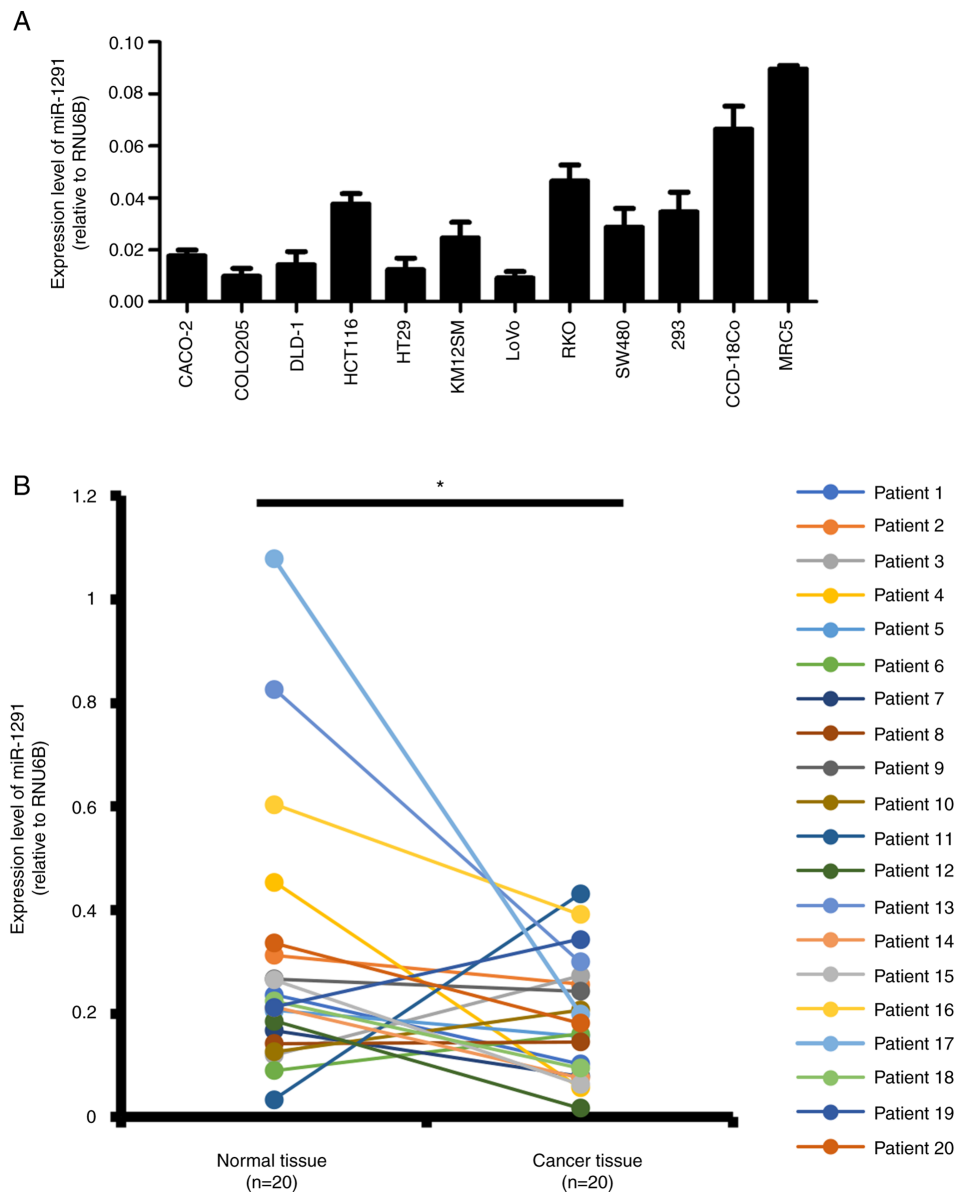 A
Expression level of miR-1291
(relative to RNU6B)
0.10
0.08
0.06
0.04
0.02
0.00
CACO-2
COLO205
DLD-1
HCT116
HT29
KM12SM
LoVo
RKO
SW480
293
CCD-18Co
MRC5
B
Expression level of miR-1291
(relative to RNU6B)
1.2
1
0.8
0.6
0.4
0.2
0
*
Normal tissue
(n=20)
Cancer tissue
(n=20)
Patient 1
Patient 2
Patient 3
Patient 4
Patient 5
Patient 6
Patient 7
Patient 8
Patient 9
Patient 10
Patient 11
Patient 12
Patient 13
Patient 14
Patient 15
Patient 16
Patient 17
Patient 18
Patient 19
Patient 20